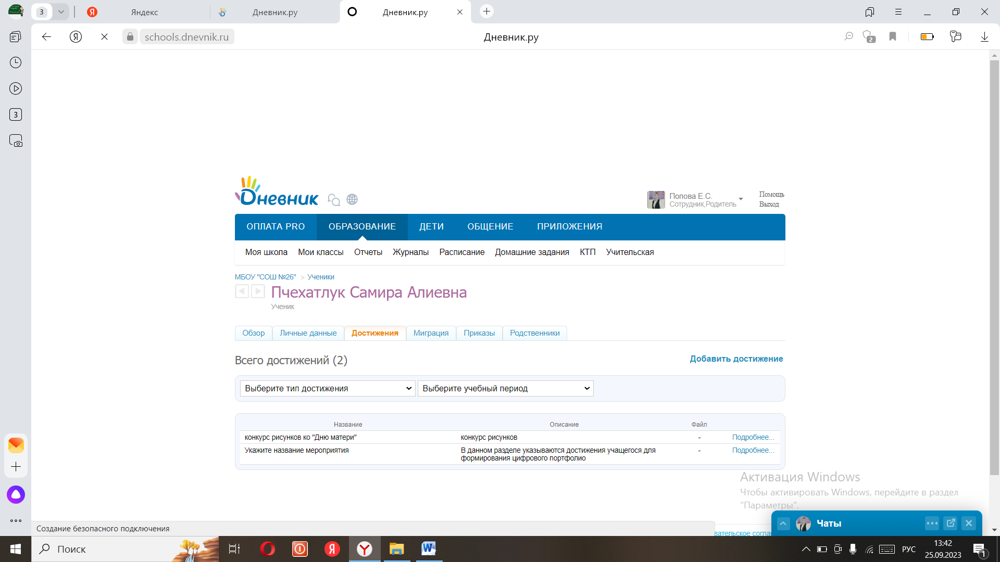 3
Яндекс
Дневник.ру
Дневник.ру
schools.dnevnik.ru
Дневник.ру
2
3
Dневник
Попова Е.С.
Сотрудник,Родитель
Помощь
Выход
ОПЛАТА PRO ОБРАЗОВАНИЕ ДЕТИ ОБЩЕНИЕ ПРИЛОЖЕНИЯ
Моя школа Мои классы Отчеты Журналы Расписание Домашние задания КТП Учительская
МБОУ "СОШ №26" > Ученики
Пчехатлук Самира Алиевна
Ученик
Обзор Личные данные Достижения Миграция Приказы Родственники
Всего достижений (2)
Добавить достижение
Выберите тип достижения
Выберите учебный период
Название Описание Файл
конкурс рисунков ко "Дню матери" конкурс рисунков - Подробнее...
Укажите название мероприятия В данном разделе указываются достижения учащегося для - Подробнее...
формирования цифрового портфолио
Активация Windows
Чтобы активировать Windows, перейдите в раздел
"Параметры".
Чаты
Создание безопасного подключения
вательское согла
Поиск
РУС
13:42
25.09.2023
1